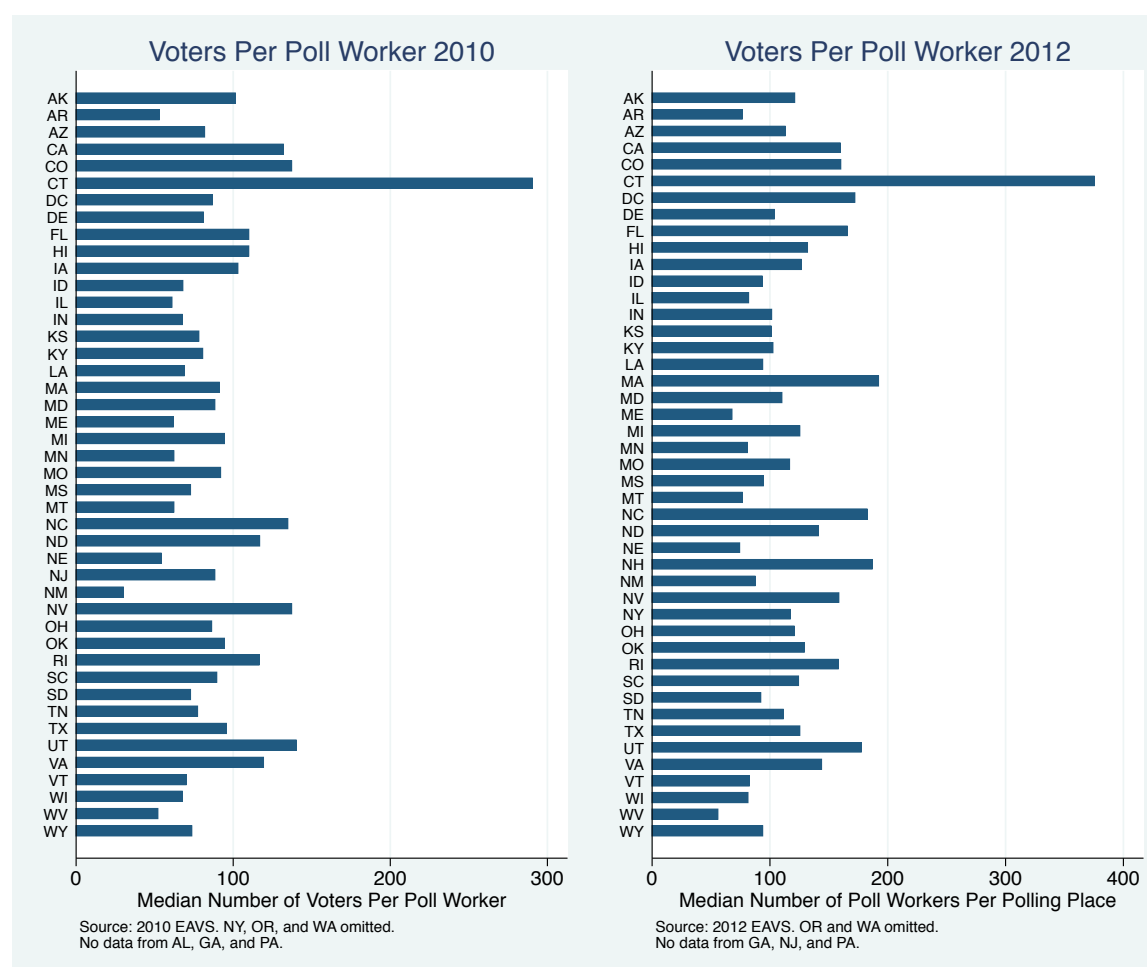 Voters Per Poll Worker 2010
AK
AR
AZ
CA
CO
CT
DC
DE
FL
HI
IA
ID
IL
IN
KS
KY
LA
MA
MD
ME
MI
MN
MO
MS
MT
NC
ND
NE
NJ
NM
NV
OH
OK
RI
SC
SD
TN
TX
UT
VA
VT
WI
WV
WY
0 100 200 300
Median Number of Voters Per Poll Worker
Source: 2010 EAVS. NY, OR, and WA omitted.
No data from AL, GA, and PA.
Voters Per Poll Worker 2012
AK
AR
AZ
CA
CO
CT
DC
DE
FL
HI
IA
ID
IL
IN
KS
KY
LA
MA
MD
ME
MI
MN
MO
MS
MT
NC
ND
NE
NH
NM
NV
NY
OH
OK
RI
SC
SD
TN
TX
UT
VA
VT
WI
WV
WY
0 100 200 300 400
Median Number of Poll Workers Per Polling Place
Source: 2012 EAVS. OR and WA omitted.
No data from GA, NJ, and PA.